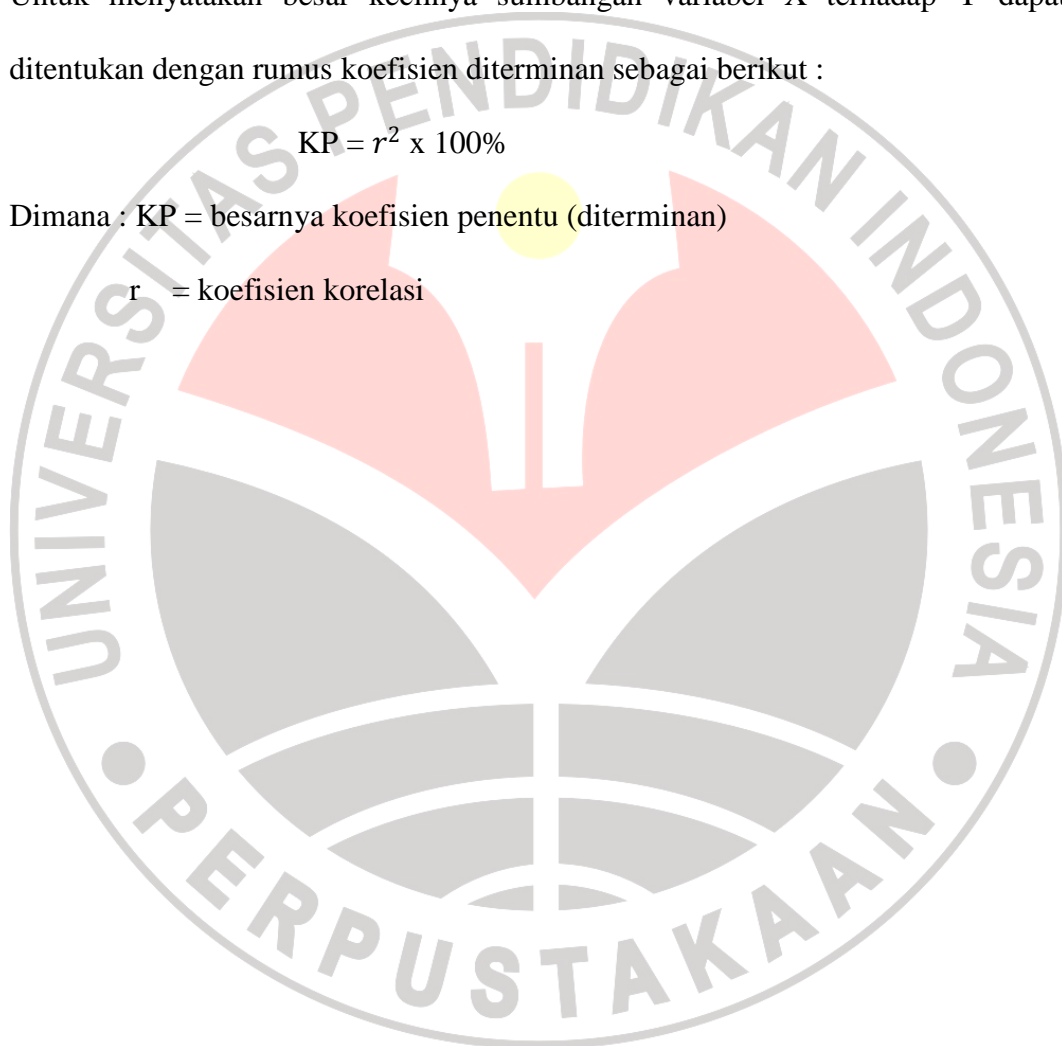 Untuk menyatakan besar kecilnya sumbangan variabel X terhadap Y dapat
ditentukan dengan rumus koefisien diterminan sebagai berikut :
KP = 𝑟² x 100%
Dimana : KP = besarnya koefisien penentu (diterminan)
r = koefisien korelasi
UNIVERSITAS PENDIDIKAN INDONESIA
PERPUSTAKAAN